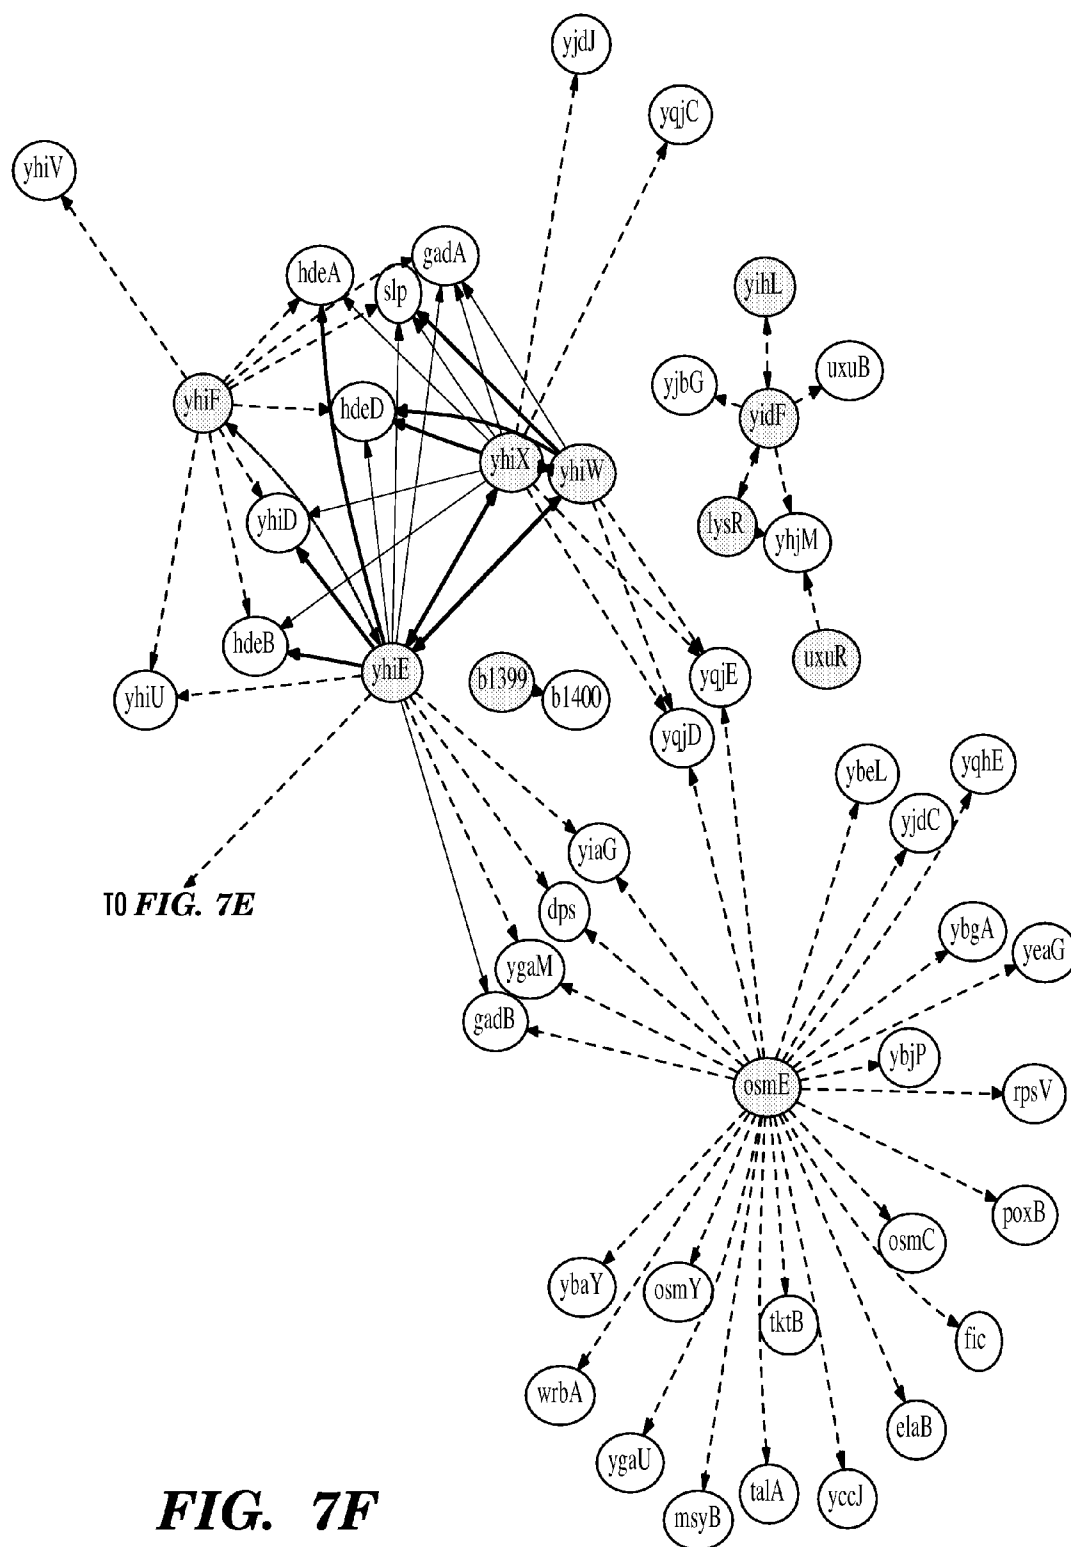 yjdJ
yqjC
yhiV
gadA
hdeA
slp
yihL
yjbG
uxuB
yhiF
hdeD
yidF
yhiX
yhiW
yhiD
lysR
yhjM
hdeB
yhiE
uxuR
b1399
b1400
yqjE
yhiU
yqjD
ybeL
yqhE
yjdC
yiaG
TO FIG. 7E
dps
ybgA
yeaG
ygaM
gadB
ybjP
osmE
rpsV
poxB
osmC
ybaY
osmY
tktB
fic
wrbA
elaB
ygaU
talA
yccJ
msyB
FIG. 7F